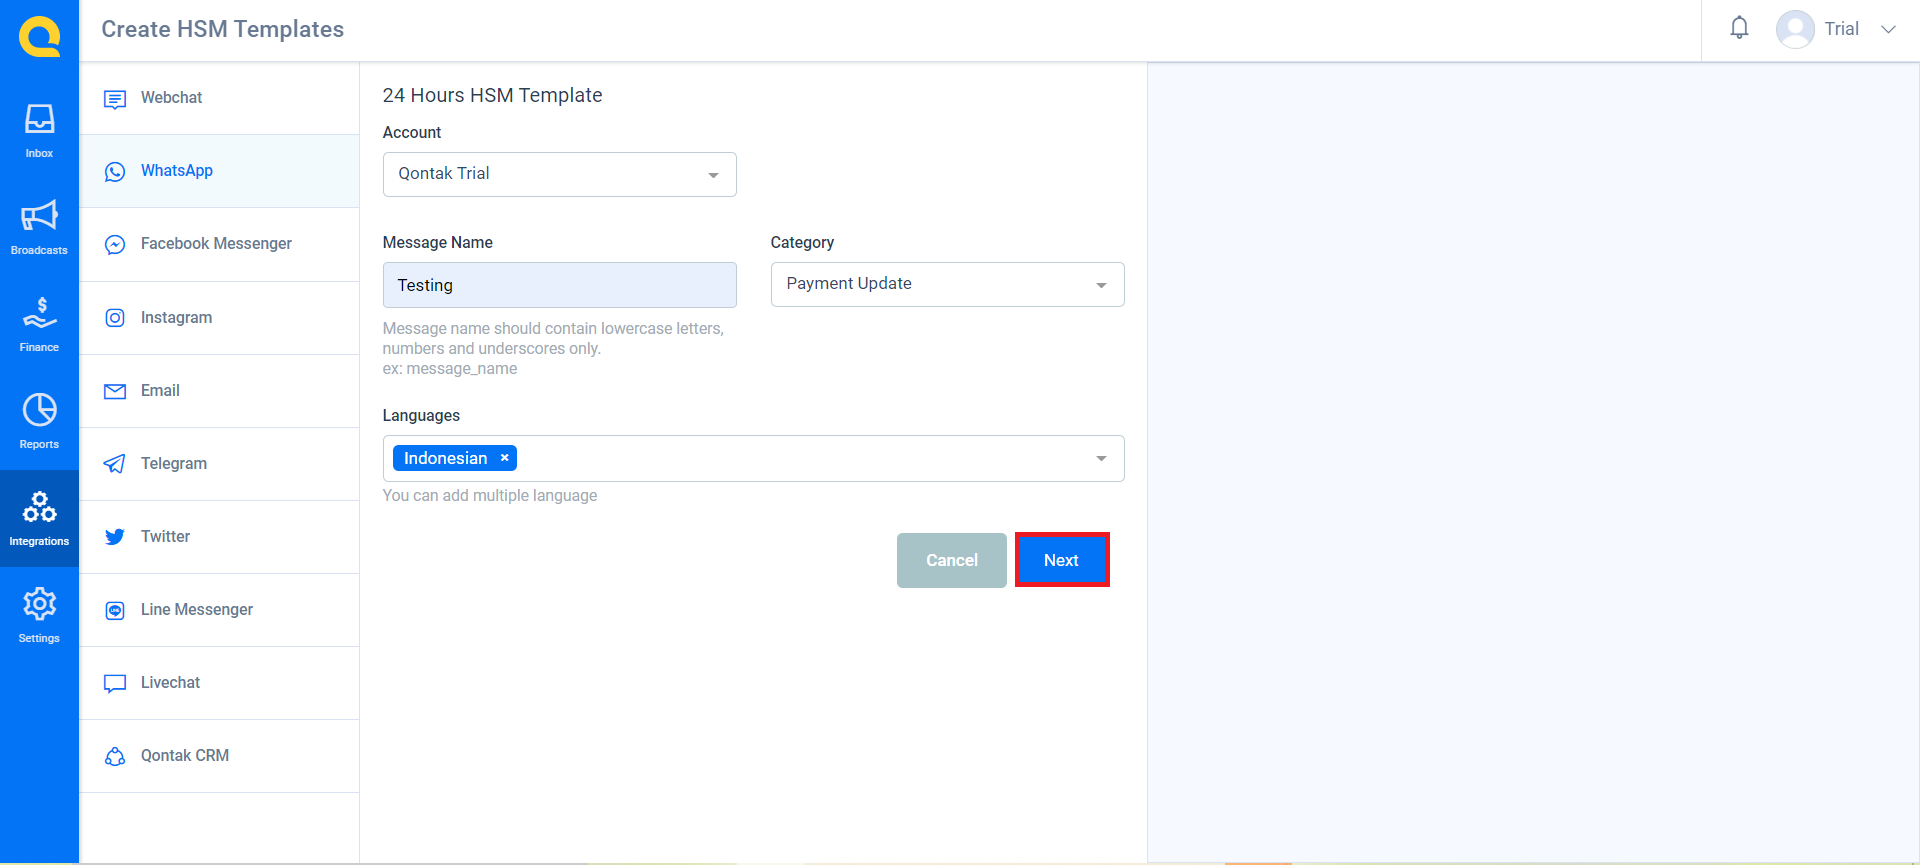 Create HSM Templates
Trial
Inbox
Broadcasts
Finance
Reports
Integrations
Settings
Webchat
WhatsApp
Facebook Messenger
Instagram
Email
Telegram
Twitter
Line Messenger
Livechat
Qontak CRM
24 Hours HSM Template
Account
Qontak Trial
Message Name
Category
Testing
Payment Update
Message name should contain lowercase letters,
numbers and underscores only.
ex: message_name
Languages
Indonesian ×
You can add multiple language
Cancel
Next